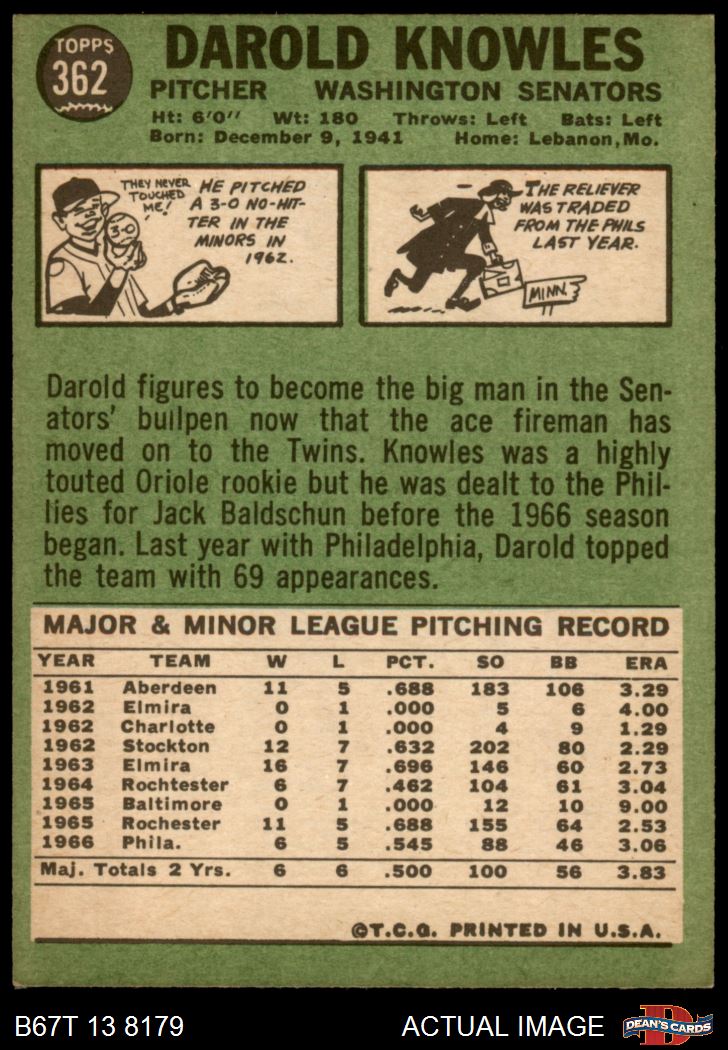 TOPPS
362
DAROLD KNOWLES
PITCHER WASHINGTON SENATORS
Ht: 6'0" Wt: 180 Throws: Left Bats: Left
Born: December 9, 1941 Home: Lebanon, Mo.
THEY NEVER
TOUCHED
ME!
3-0
HE PITCHED
A 3-0 NO-HIT-
TER IN THE
MINORS IN
1962.
THE RELIEVER
WAS TRADED
FROM THE PHILS
LAST YEAR.
MINN.
Darold figures to become the big man in the Sen-
ators' bullpen now that the ace fireman has
moved on to the Twins. Knowles was a highly
touted Oriole rookie but he was dealt to the Phil-
lies for Jack Baldschun before the 1966 season
began. Last year with Philadelphia, Darold topped
the team with 69 appearances.
MAJOR & MINOR LEAGUE PITCHING RECORD
YEAR TEAM W L PCT. SO BB ERA
1961 Aberdeen 11 5 .688 183 106 3.29
1962 Elmira 0 1 .000 5 6 4.00
1962 Charlotte 0 1 .000 4 9 1.29
1962 Stockton 12 7 .632 202 80 2.29
1963 Elmira 16 7 .696 146 60 2.73
1964 Rochtester 6 7 .462 104 61 3.04
1965 Baltimore 0 1 .000 12 10 9.00
1965 Rochester 11 5 .688 155 64 2.53
1966 Phila. 6 5 .545 88 46 3.06
Maj. Totals 2 Yrs. 6 6 .500 100 56 3.83
©T.C.G. PRINTED IN U.S.A.
B67T 13 8179 ACTUAL IMAGE
D
DEAN'S CARDS